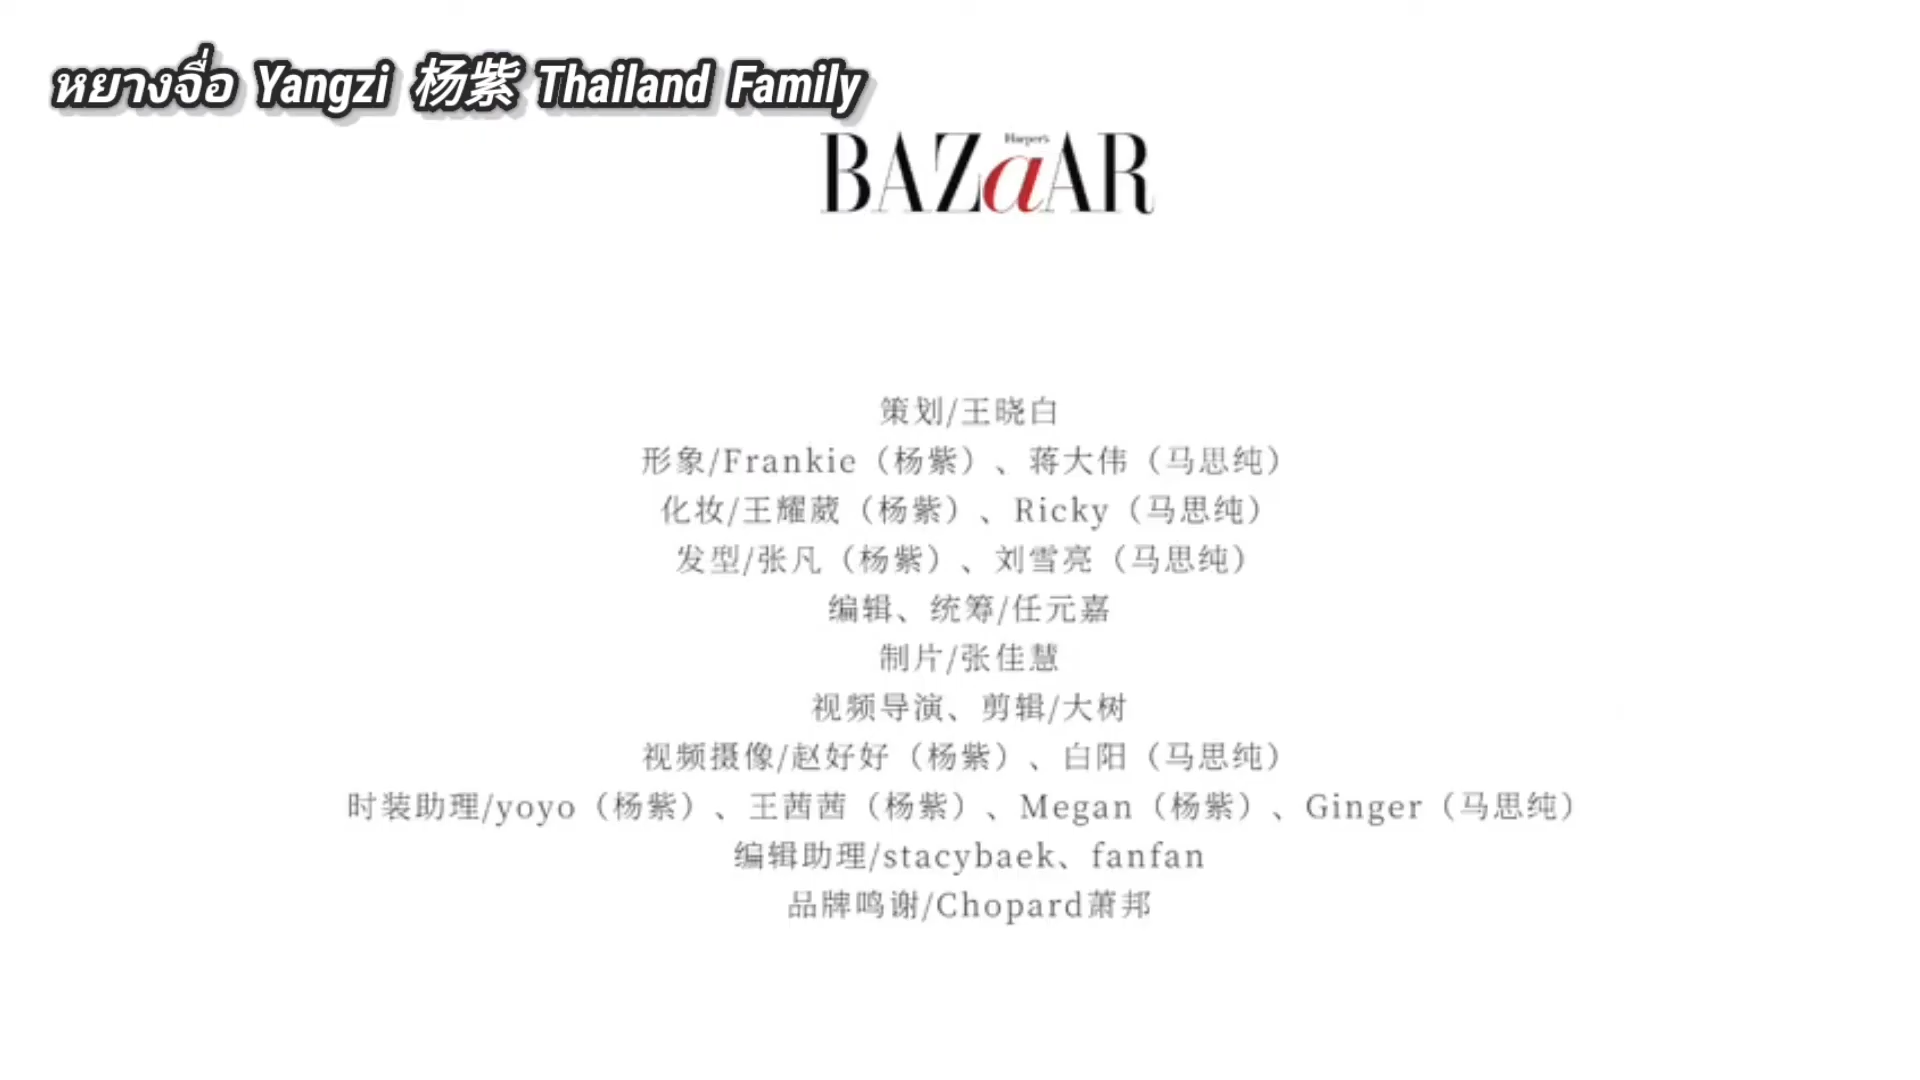 หยางจื่อ Yangzi 杨紫 Thailand Family
Harper's
BAZaAR
策划/王晓白
形象/Frankie（杨紫）、蒋大伟（马思纯）
化妆/王耀葳（杨紫）、Ricky（马思纯）
发型/张凡（杨紫）、刘雪亮（马思纯）
编辑、统筹/任元嘉
制片/张佳慧
视频导演、剪辑/大树
视频摄像/赵好好（杨紫）、白阳（马思纯）
时装助理/yoyo（杨紫）、王茜茜（杨紫）、Megan（杨紫）、Ginger（马思纯）
编辑助理/stacybaek、fanfan
品牌鸣谢/Chopard萧邦